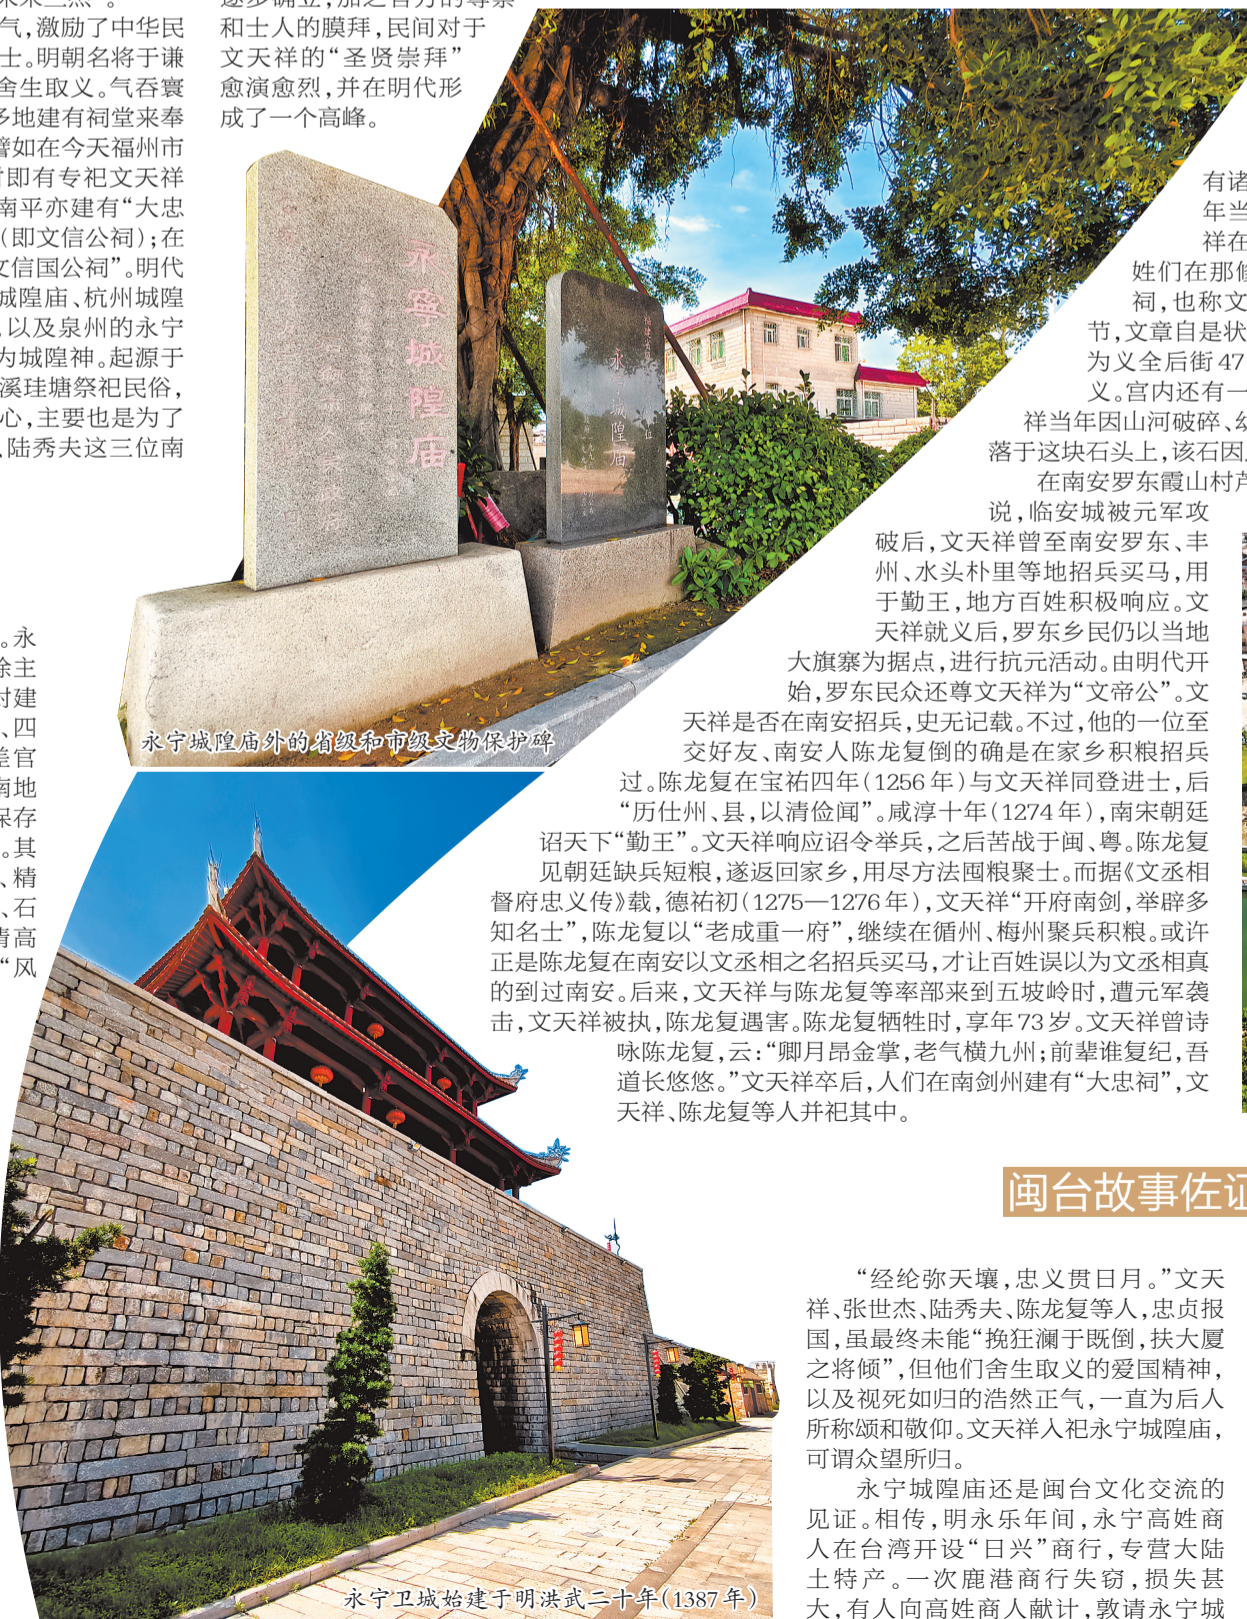 气，激励了中华民
士。明朝名将于谦
舍生取义。气吞寰
多地建有祠堂来奉
譬如在今天福州市
即有专祀文天祥
南平亦建有“大忠
（即文信公祠）；在
文信国公祠”。明代
城隍庙、杭州城隍
以及泉州的永宁
为城隍神。起源于
溪珪塘祭祀民俗，
心，主要也是为了
、陆秀夫这三位南
和士人的膜拜，民间对于
文天祥的“圣贤崇拜”
愈演愈烈，并在明代形
成了一个高峰。
永寧城隍庙
永宁城隍庙
永宁城隍庙外的省级和市级文物保护碑
。永
除主
封建
、四
差官
南地
保存
。其
、精
、石
清高
“风
有诸
年当
祥在
姓们在那修
祠，也称文
节，文章自是状
为义全后街47
义。宫内还有一
祥当年因山河破碎、幼
落于这块石头上，该石因
在南安罗东霞山村芦
说，临安城被元军攻
破后，文天祥曾至南安罗东、丰
州、水头朴里等地招兵买马，用
于勤王，地方百姓积极响应。文
天祥就义后，罗东乡民仍以当地
大旗寨为据点，进行抗元活动。由明代开
始，罗东民众还尊文天祥为“文帝公”。文
天祥是否在南安招兵，史无记载。不过，他的一位至
交好友、南安人陈龙复倒的确是在家乡积粮招兵
过。陈龙复在宝祐四年（1256年）与文天祥同登进士，后
“历仕州、县，以清俭闻”。咸淳十年（1274年），南宋朝廷
诏天下“勤王”。文天祥响应诏令举兵，之后苦战于闽、粤。陈龙复
见朝廷缺兵短粮，遂返回家乡，用尽方法囤粮聚士。而据《文丞相
督府忠义传》载，德祐初（1275—1276年），文天祥“开府南剑，举辟多
知名士”，陈龙复以“老成重一府”，继续在循州、梅州聚兵积粮。或许
正是陈龙复在南安以文丞相之名招兵买马，才让百姓误以为文丞相真
的到过南安。后来，文天祥与陈龙复等率部来到五坡岭时，遭元军袭
击，文天祥被执，陈龙复遇害。陈龙复牺牲时，享年73岁。文天祥曾诗
咏陈龙复，云：“卿月昂金掌，老气横九州；前辈谁复纪，吾
道长悠悠。”文天祥卒后，人们在南剑州建有“大忠祠”，文
天祥、陈龙复等人并祀其中。
闽台故事佐证
“经纶弥天壤，忠义贯日月。”文天
祥、张世杰、陆秀夫、陈龙复等人，忠贞报
国，虽最终未能“挽狂澜于既倒，扶大厦
之将倾”，但他们舍生取义的爱国精神，
以及视死如归的浩然正气，一直为后人
所称颂和敬仰。文天祥入祀永宁城隍庙，
可谓众望所归。
永宁城隍庙还是闽台文化交流的
见证。相传，明永乐年间，永宁高姓商
人在台湾开设“日兴”商行，专营大陆
土特产。一次鹿港商行失窃，损失甚
大，有人向高姓商人献计，敦请永宁城
永宁卫城始建于明洪武二十年（1387年）